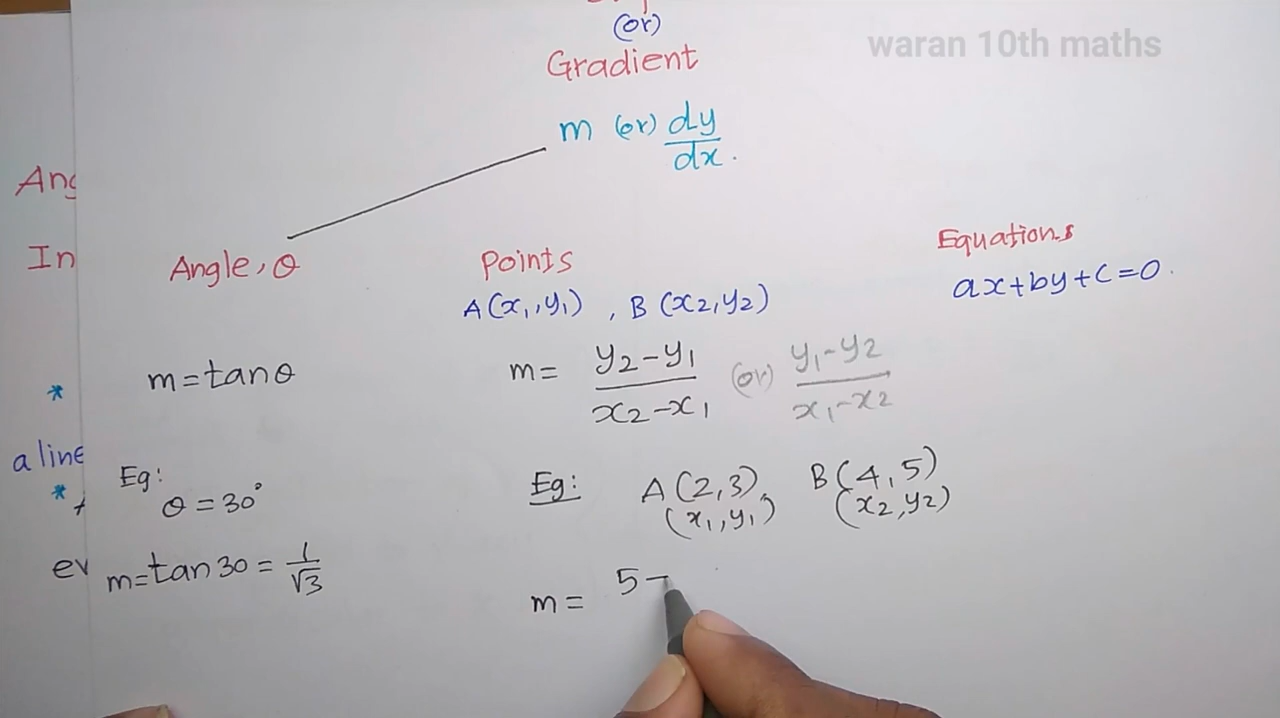 (or)
waran 10th maths
Gradient
m (or) dy/dx.
Angle, θ
Points
Equations
A(x₁,y₁) , B(x₂,y₂)
ax+by+c=0.
m=tanθ
m= y₂-y₁/x₂-x₁ (or) y₁-y₂/x₁-x₂
Eg:
θ=30°
m=tan30=1/√3
Eg: A(2,3), B(4,5)
(x₁,y₁) (x₂,y₂)
m= 5-
In
*
a line
*